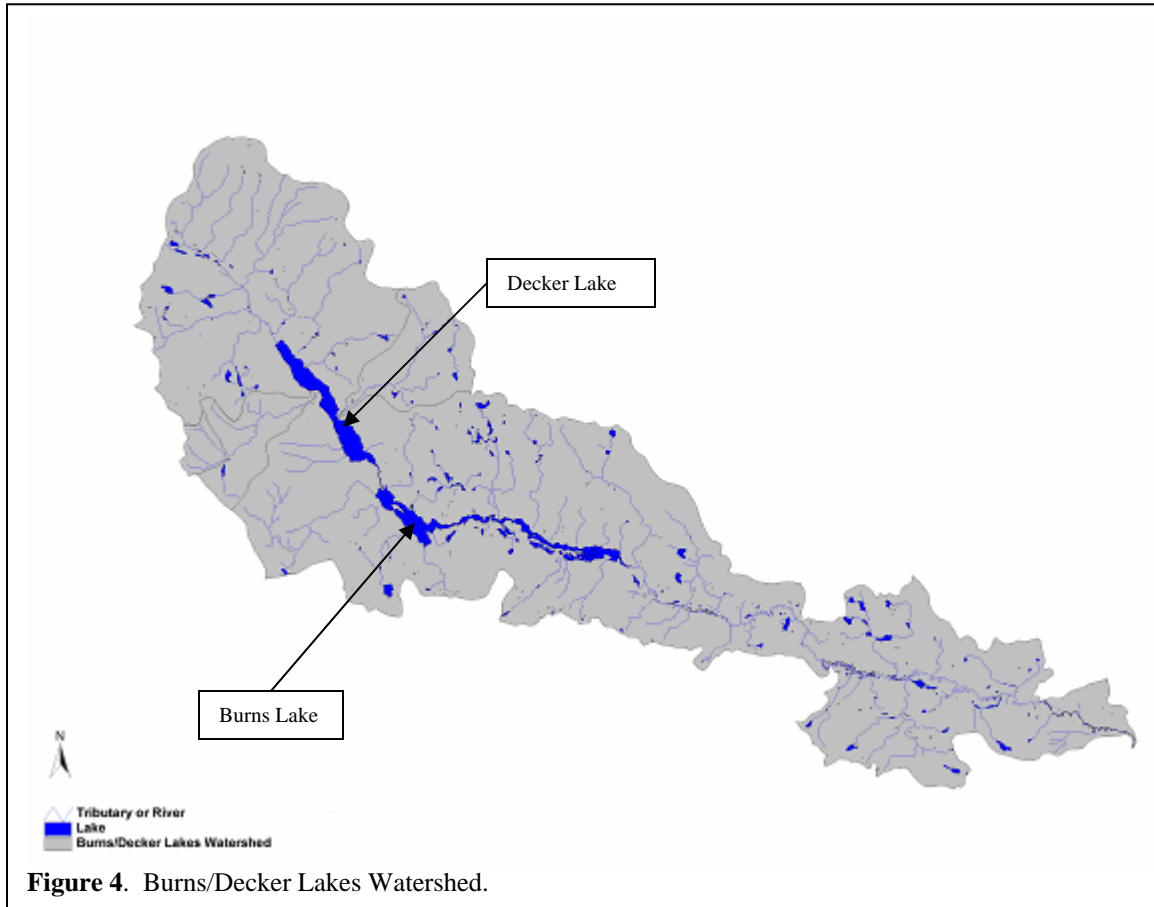 Decker Lake
Burns Lake
N
Tributary or River
Lake
Burns/Decker Lakes Watershed
Figure 4. Burns/Decker Lakes Watershed.